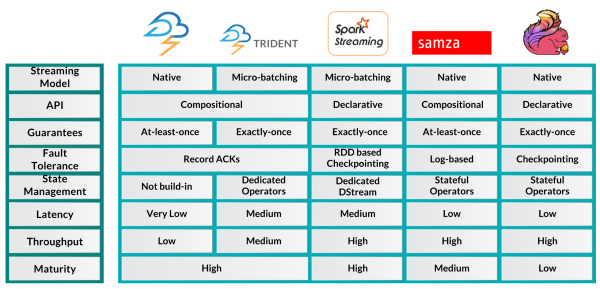 TRIDENT
Spark
Streaming
samza
Streaming
Model
Native
Micro-batching
Micro-batching
Native
Native
API
Compositional
Declarative
Compositional
Declarative
Guarantees
At-least-once
Exactly-once
Exactly-once
At-least-once
Exactly-once
Fault
Tolerance
Record ACKs
RDD based
Checkpointing
Log-based
Checkpointing
State
Management
Not build-in
Dedicated
Operators
Dedicated
DStream
Stateful
Operators
Stateful
Operators
Latency
Very Low
Medium
Medium
Low
Low
Throughput
Low
Medium
High
High
High
Maturity
High
High
Medium
Low